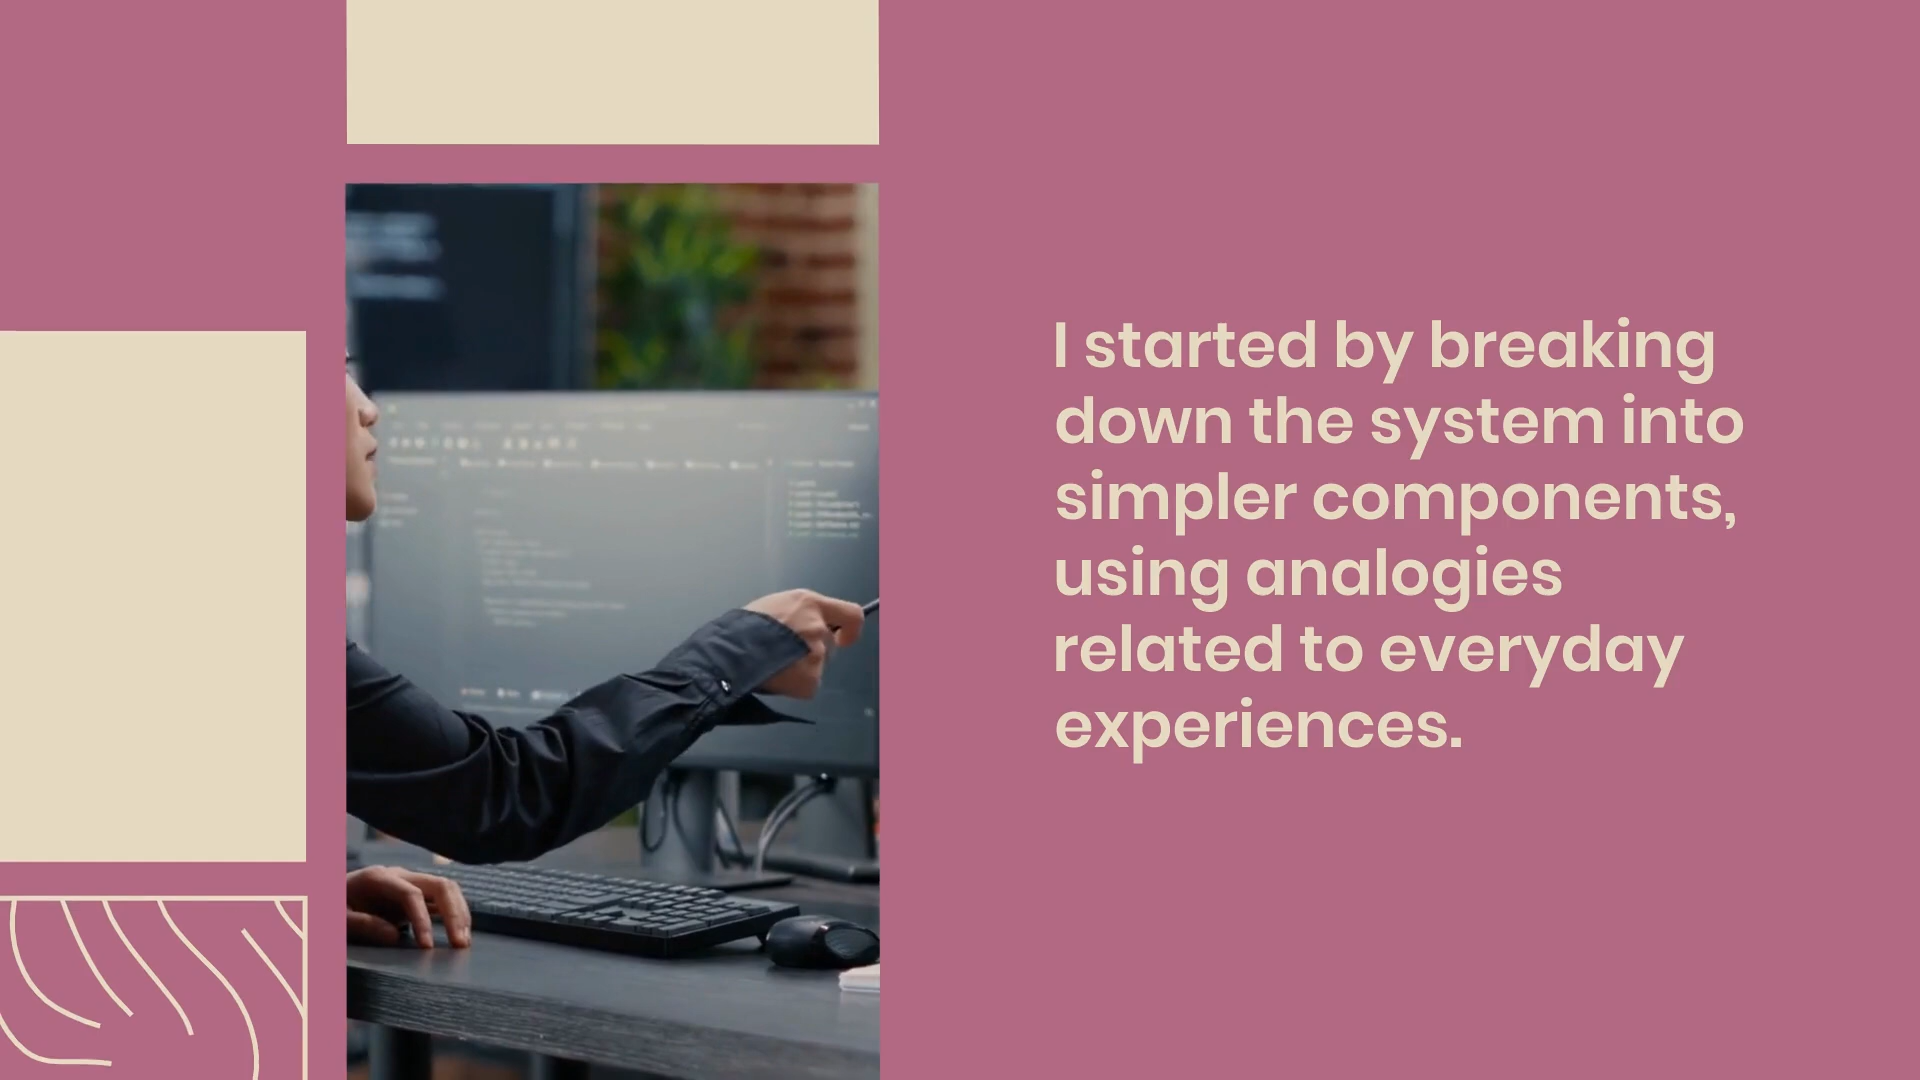 I started by breaking
down the system into
simpler components,
using analogies
related to everyday
experiences.